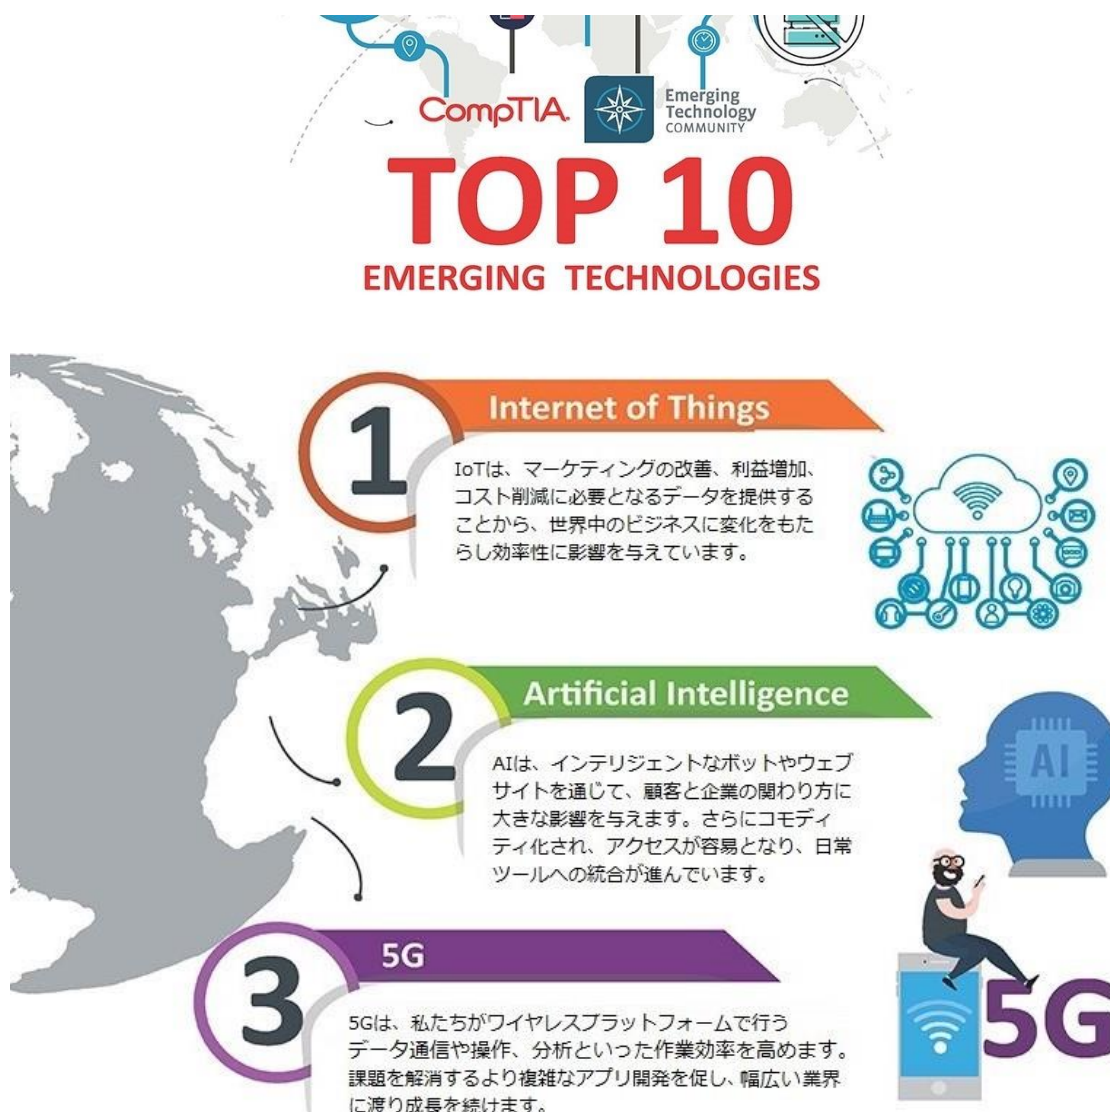 CompTIA.
Emerging
Technology
COMMUNITY
TOP 10
EMERGING TECHNOLOGIES
1
Internet of Things
IoTは、マーケティングの改善、利益増加、
コスト削減に必要となるデータを提供する
ことから、世界中のビジネスに変化をもた
らし効率性に影響を与えています。
2
Artificial Intelligence
AIは、インテリジェントなボットやウェブ
サイトを通じて、顧客と企業の関わり方に
大きな影響を与えます。さらにコモディ
ティ化され、アクセスが容易となり、日常
ツールへの統合が進んでいます。
AI
3
5G
5Gは、私たちがワイヤレスプラットフォームで行う
データ通信や操作、分析といった作業効率を高めます。
課題を解消するより複雑なアプリ開発を促し、幅広い業界
に渡り成長を続けます。
5G